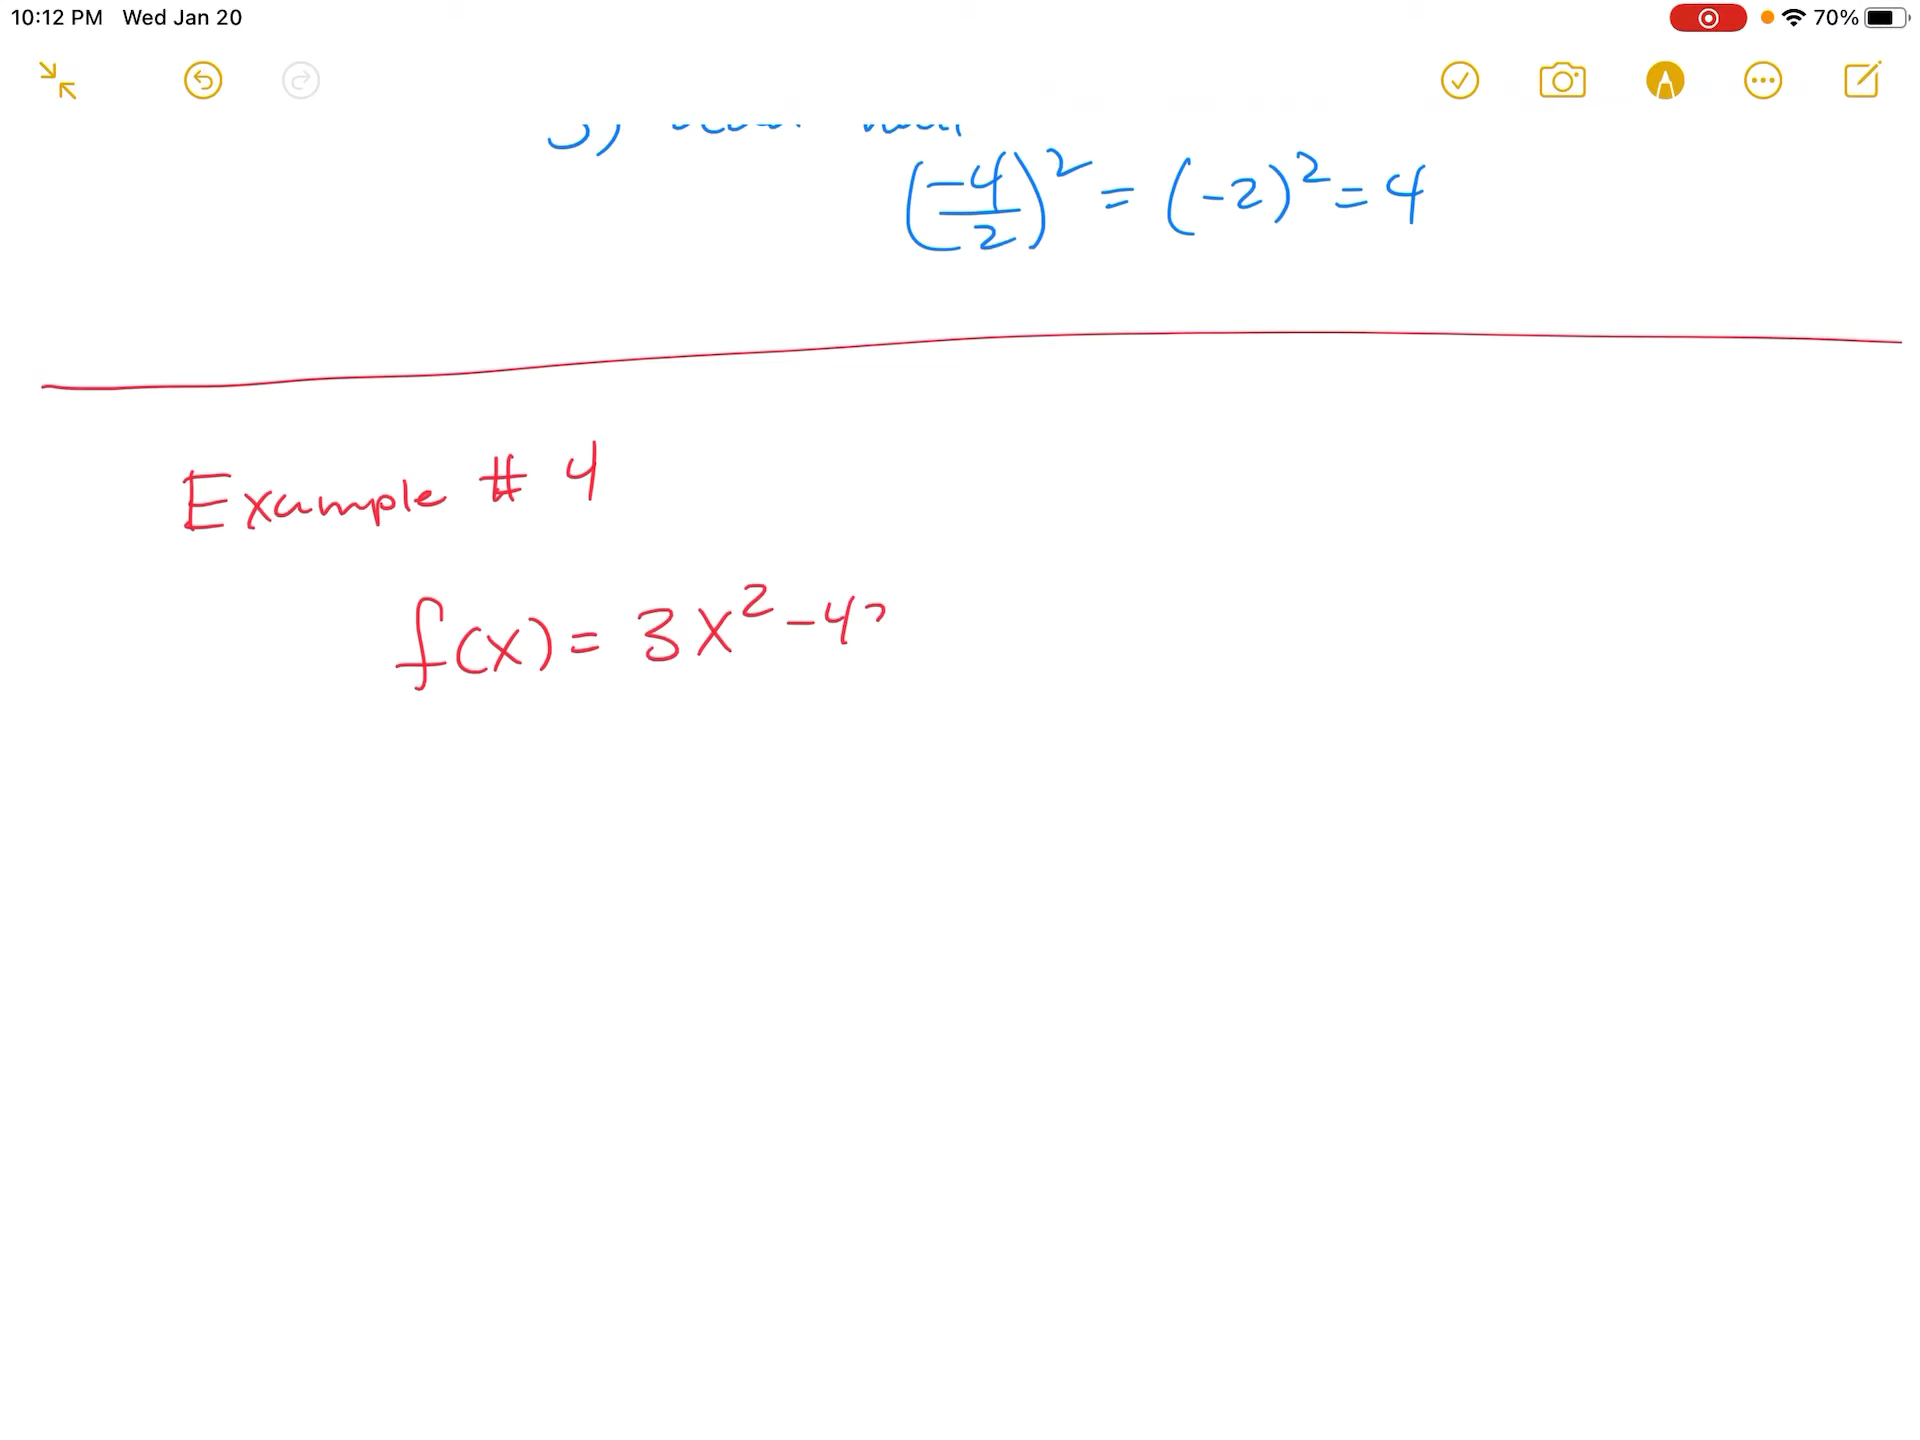 10:12 PM Wed Jan 20 70%
(-4/2)² = (-2)² = 4
Example # 4
f(x) = 3x² - 4